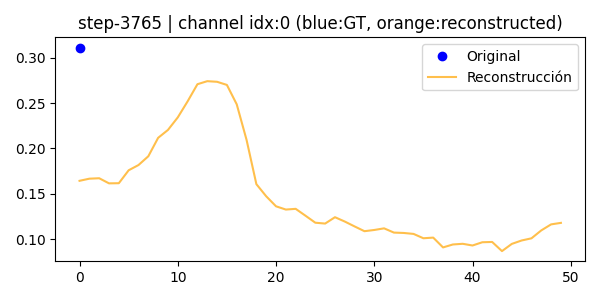 step-3765 | channel idx:0 (blue:GT, orange:reconstructed)
Original
Reconstrucción
0.30
0.25
0.20
0.15
0.10
0 10 20 30 40 50